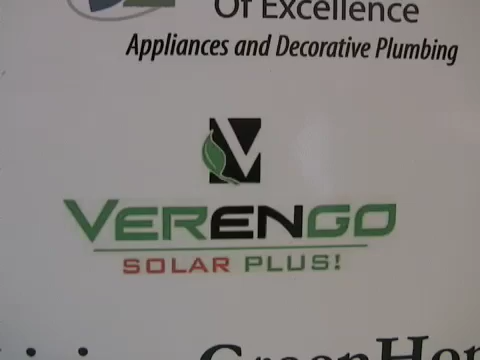 Of Excellence
Appliances and Decorative Plumbing
V
VERENGO
SOLAR PLUS!